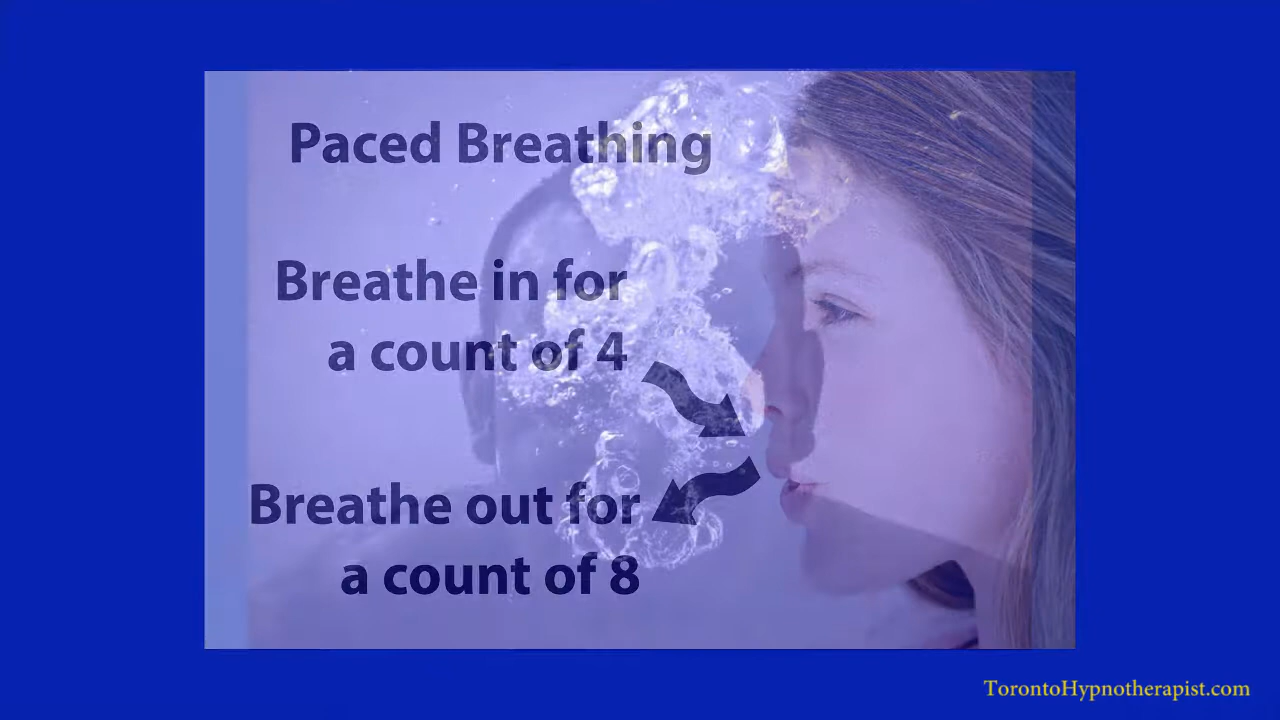 Paced Breathing
Breathe in for
a count of 4
Breathe out for
a count of 8
TorontoHypnotherapist.com